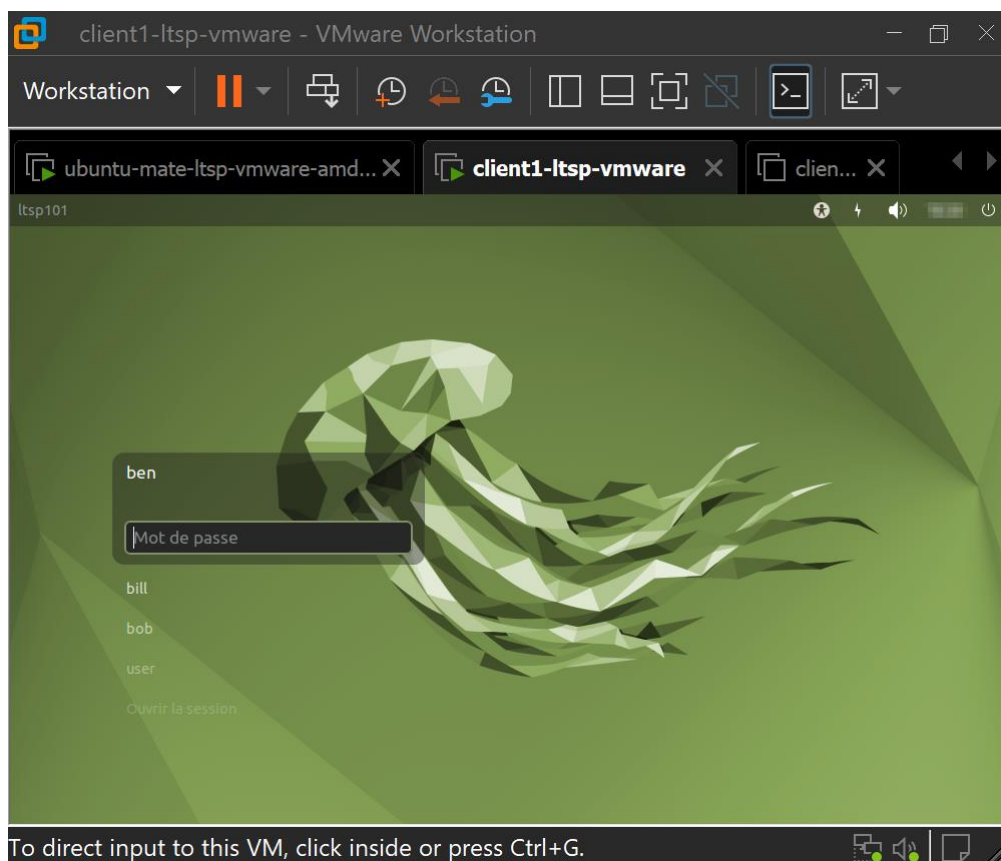 client1-ltsp-vmware - VMware Workstation
Workstation
ubuntu-mate-ltsp-vmware-amd...
client1-ltsp-vmware
clien...
ltsp101
ben
Mot de passe
bill
bob
user
Ouvrir la session
To direct input to this VM, click inside or press Ctrl+G.